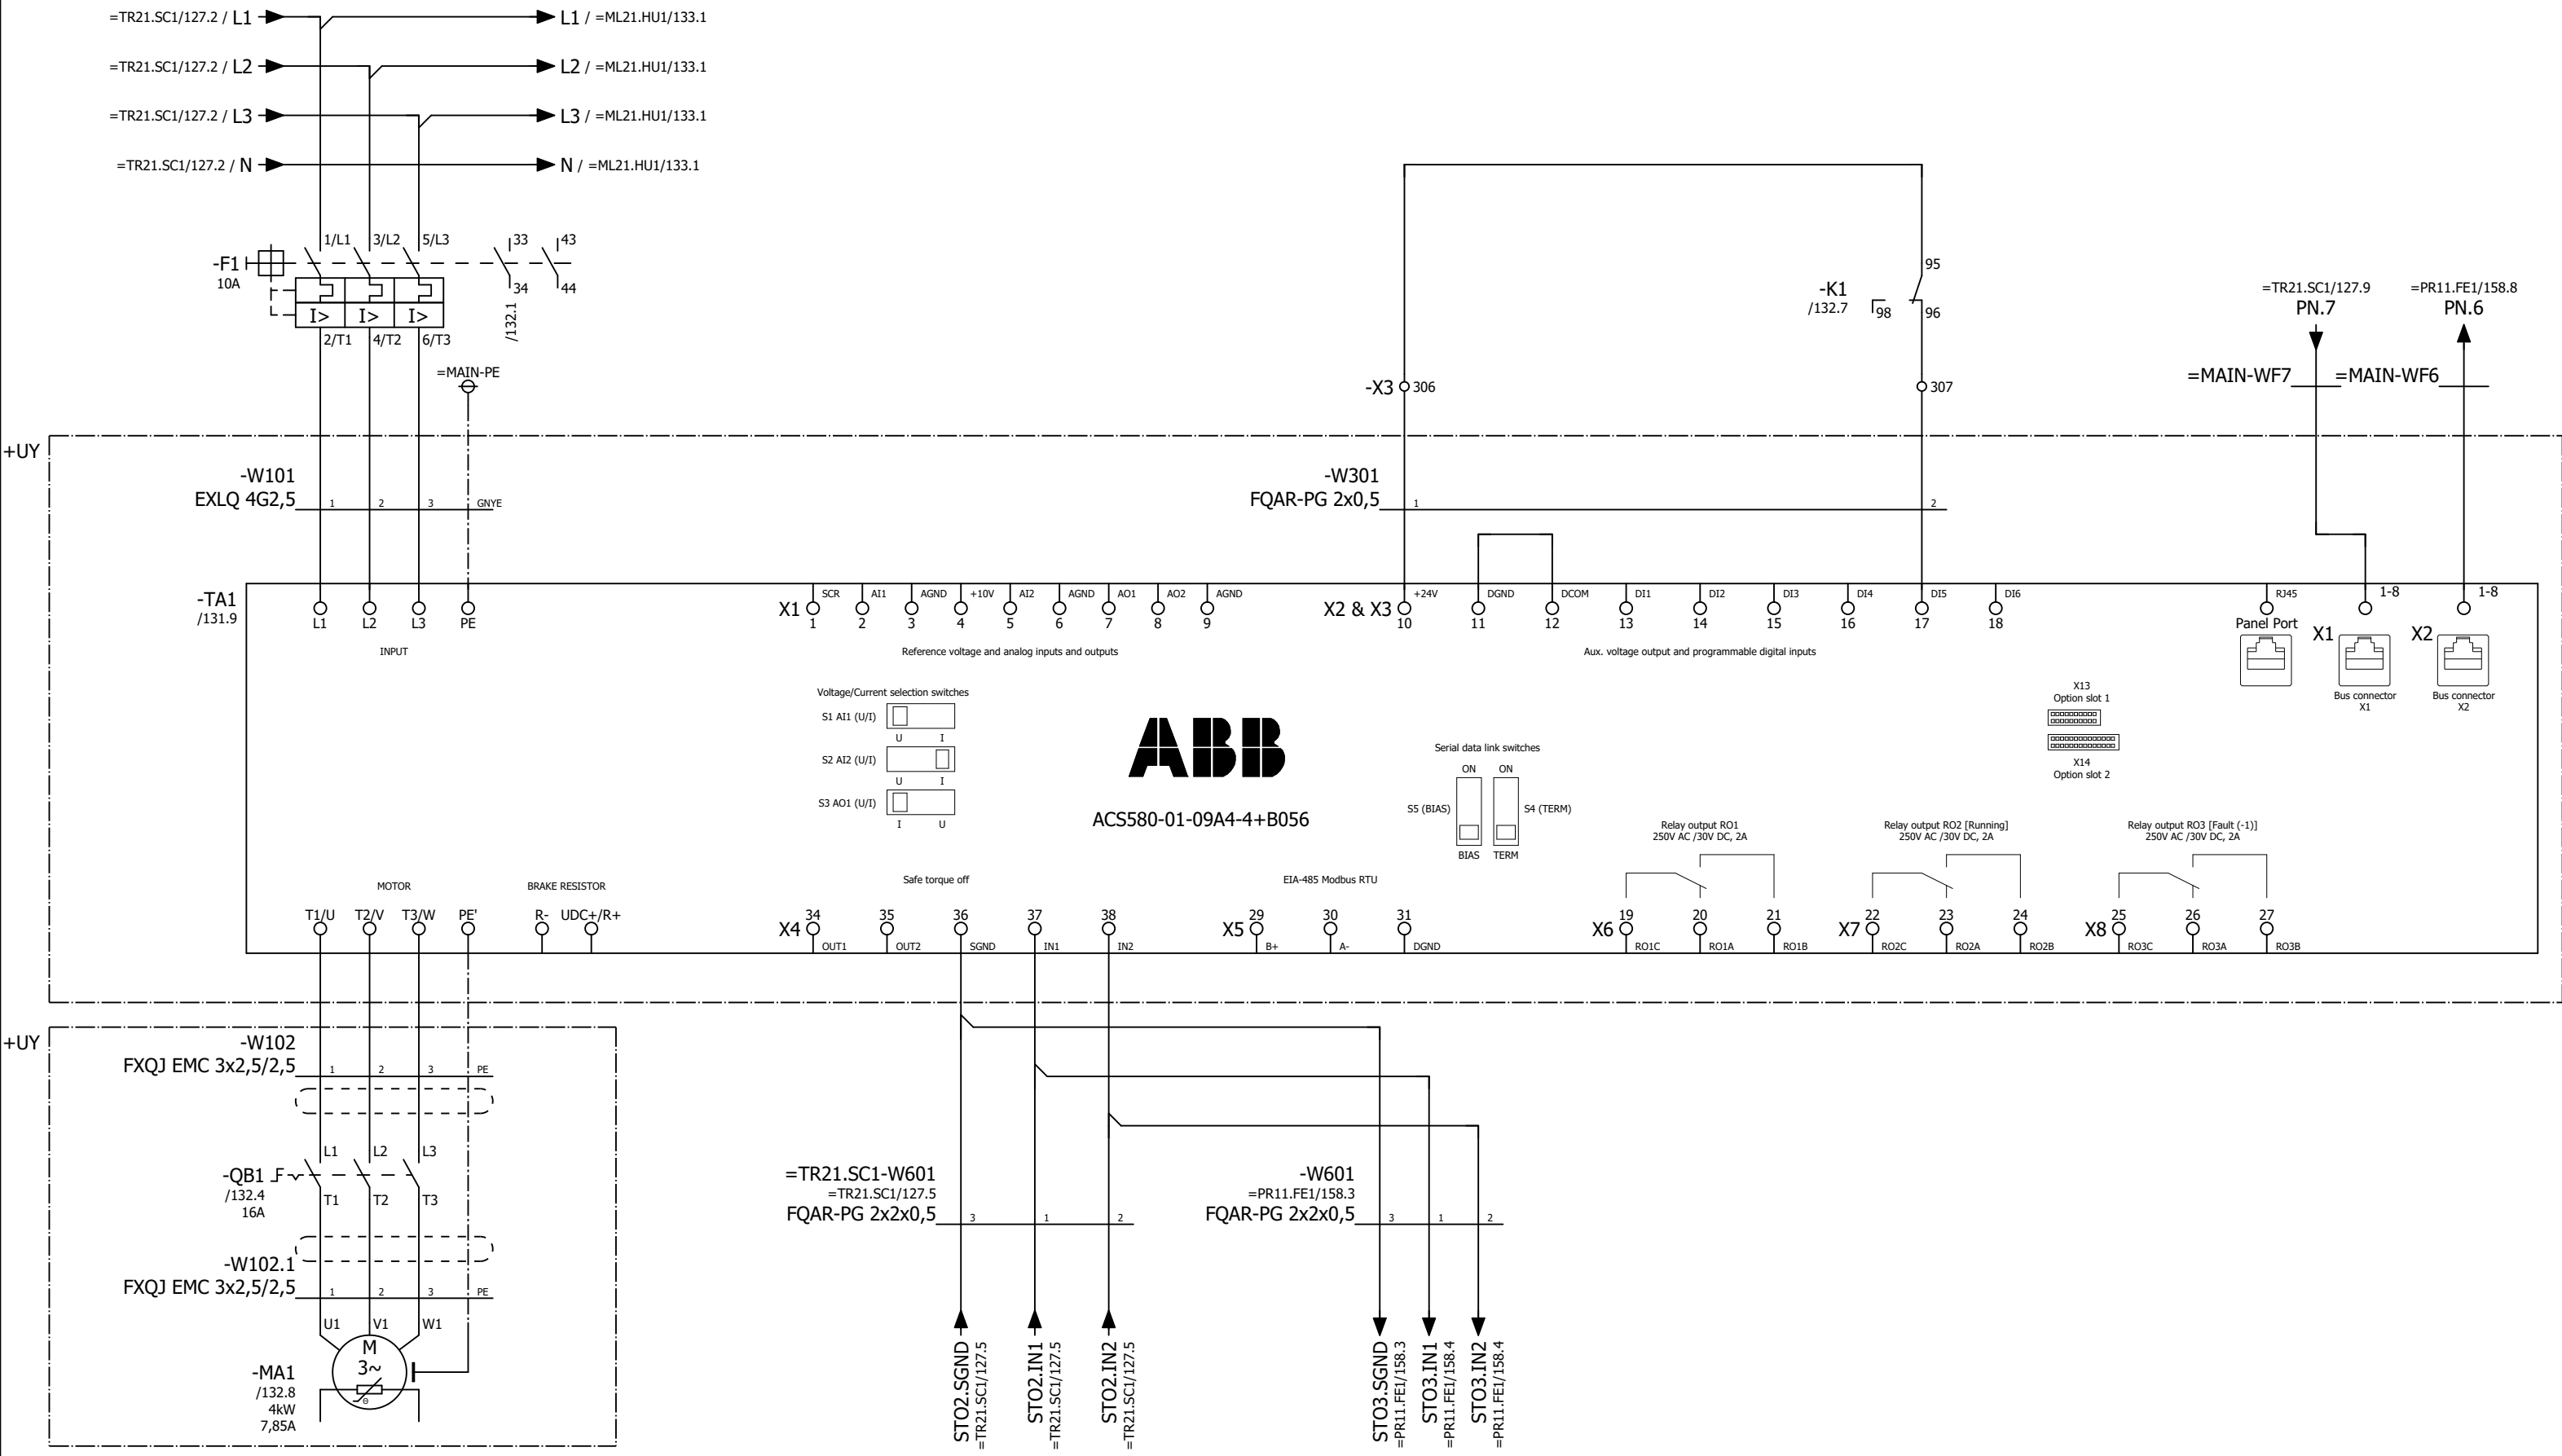 =TR21.SC1/127.2 / L1
L1 / =ML21.HU1/133.1
=TR21.SC1/127.2 / L2
L2 / =ML21.HU1/133.1
=TR21.SC1/127.2 / L3
L3 / =ML21.HU1/133.1
=TR21.SC1/127.2 / N
N / =ML21.HU1/133.1
-F1
10A
1/L1 3/L2 5/L3
33 43
34 44
/132.1
I> I> I>
2/T1 4/T2 6/T3
=MAIN-PE
-K1
/132.7
95
98 96
=TR21.SC1/127.9
PN.7
=PR11.FE1/158.8
PN.6
-X3 306
307
=MAIN-WF7
=MAIN-WF6
+UY
-W101
EXLQ 4G2,5
1 2 3 GNYE
-W301
FQAR-PG 2x0,5
1 2
-TA1
/131.9
L1 L2 L3 PE
INPUT
X1
SCR AI1 AGND +10V AI2 AGND AO1 AO2 AGND
1 2 3 4 5 6 7 8 9
Reference voltage and analog inputs and outputs
X2 & X3
+24V DGND DCOM DI1 DI2 DI3 DI4 DI5 DI6
10 11 12 13 14 15 16 17 18
Aux. voltage output and programmable digital inputs
RJ45
Panel Port
1-8
X1
Bus connector
X1
1-8
X2
Bus connector
X2
X13
Option slot 1
X14
Option slot 2
Voltage/Current selection switches
S1 AI1 (U/I)
U I
S2 AI2 (U/I)
U I
S3 AO1 (U/I)
I U
ABB
ACS580-01-09A4-4+B056
Serial data link switches
ON ON
S5 (BIAS)
S4 (TERM)
BIAS TERM
Relay output RO1
250V AC /30V DC, 2A
Relay output RO2 [Running]
250V AC /30V DC, 2A
Relay output RO3 [Fault (-1)]
250V AC /30V DC, 2A
MOTOR
BRAKE RESISTOR
Safe torque off
EIA-485 Modbus RTU
T1/U T2/V T3/W PE'
R- UDC+/R+
X4
34 35 36 37 38
OUT1 OUT2 SGND IN1 IN2
X5
29 30 31
B+ A- DGND
X6
19 20 21
RO1C RO1A RO1B
X7
22 23 24
RO2C RO2A RO2B
X8
25 26 27
RO3C RO3A RO3B
+UY
-W102
FXQJ EMC 3x2,5/2,5
1 2 3 PE
-QB1
/132.4
16A
L1 L2 L3
T1 T2 T3
-W102.1
FXQJ EMC 3x2,5/2,5
1 2 3 PE
U1 V1 W1
M
3~
-MA1
/132.8
4kW
7,85A
=TR21.SC1-W601
=TR21.SC1/127.5
FQAR-PG 2x2x0,5
3 1 2
-W601
=PR11.FE1/158.3
FQAR-PG 2x2x0,5
3 1 2
STO2.SGND
=TR21.SC1/127.5
STO2.IN1
=TR21.SC1/127.5
STO2.IN2
=TR21.SC1/127.5
STO3.SGND
=PR11.FE1/158.3
STO3.IN1
=PR11.FE1/158.4
STO3.IN2
=PR11.FE1/158.4